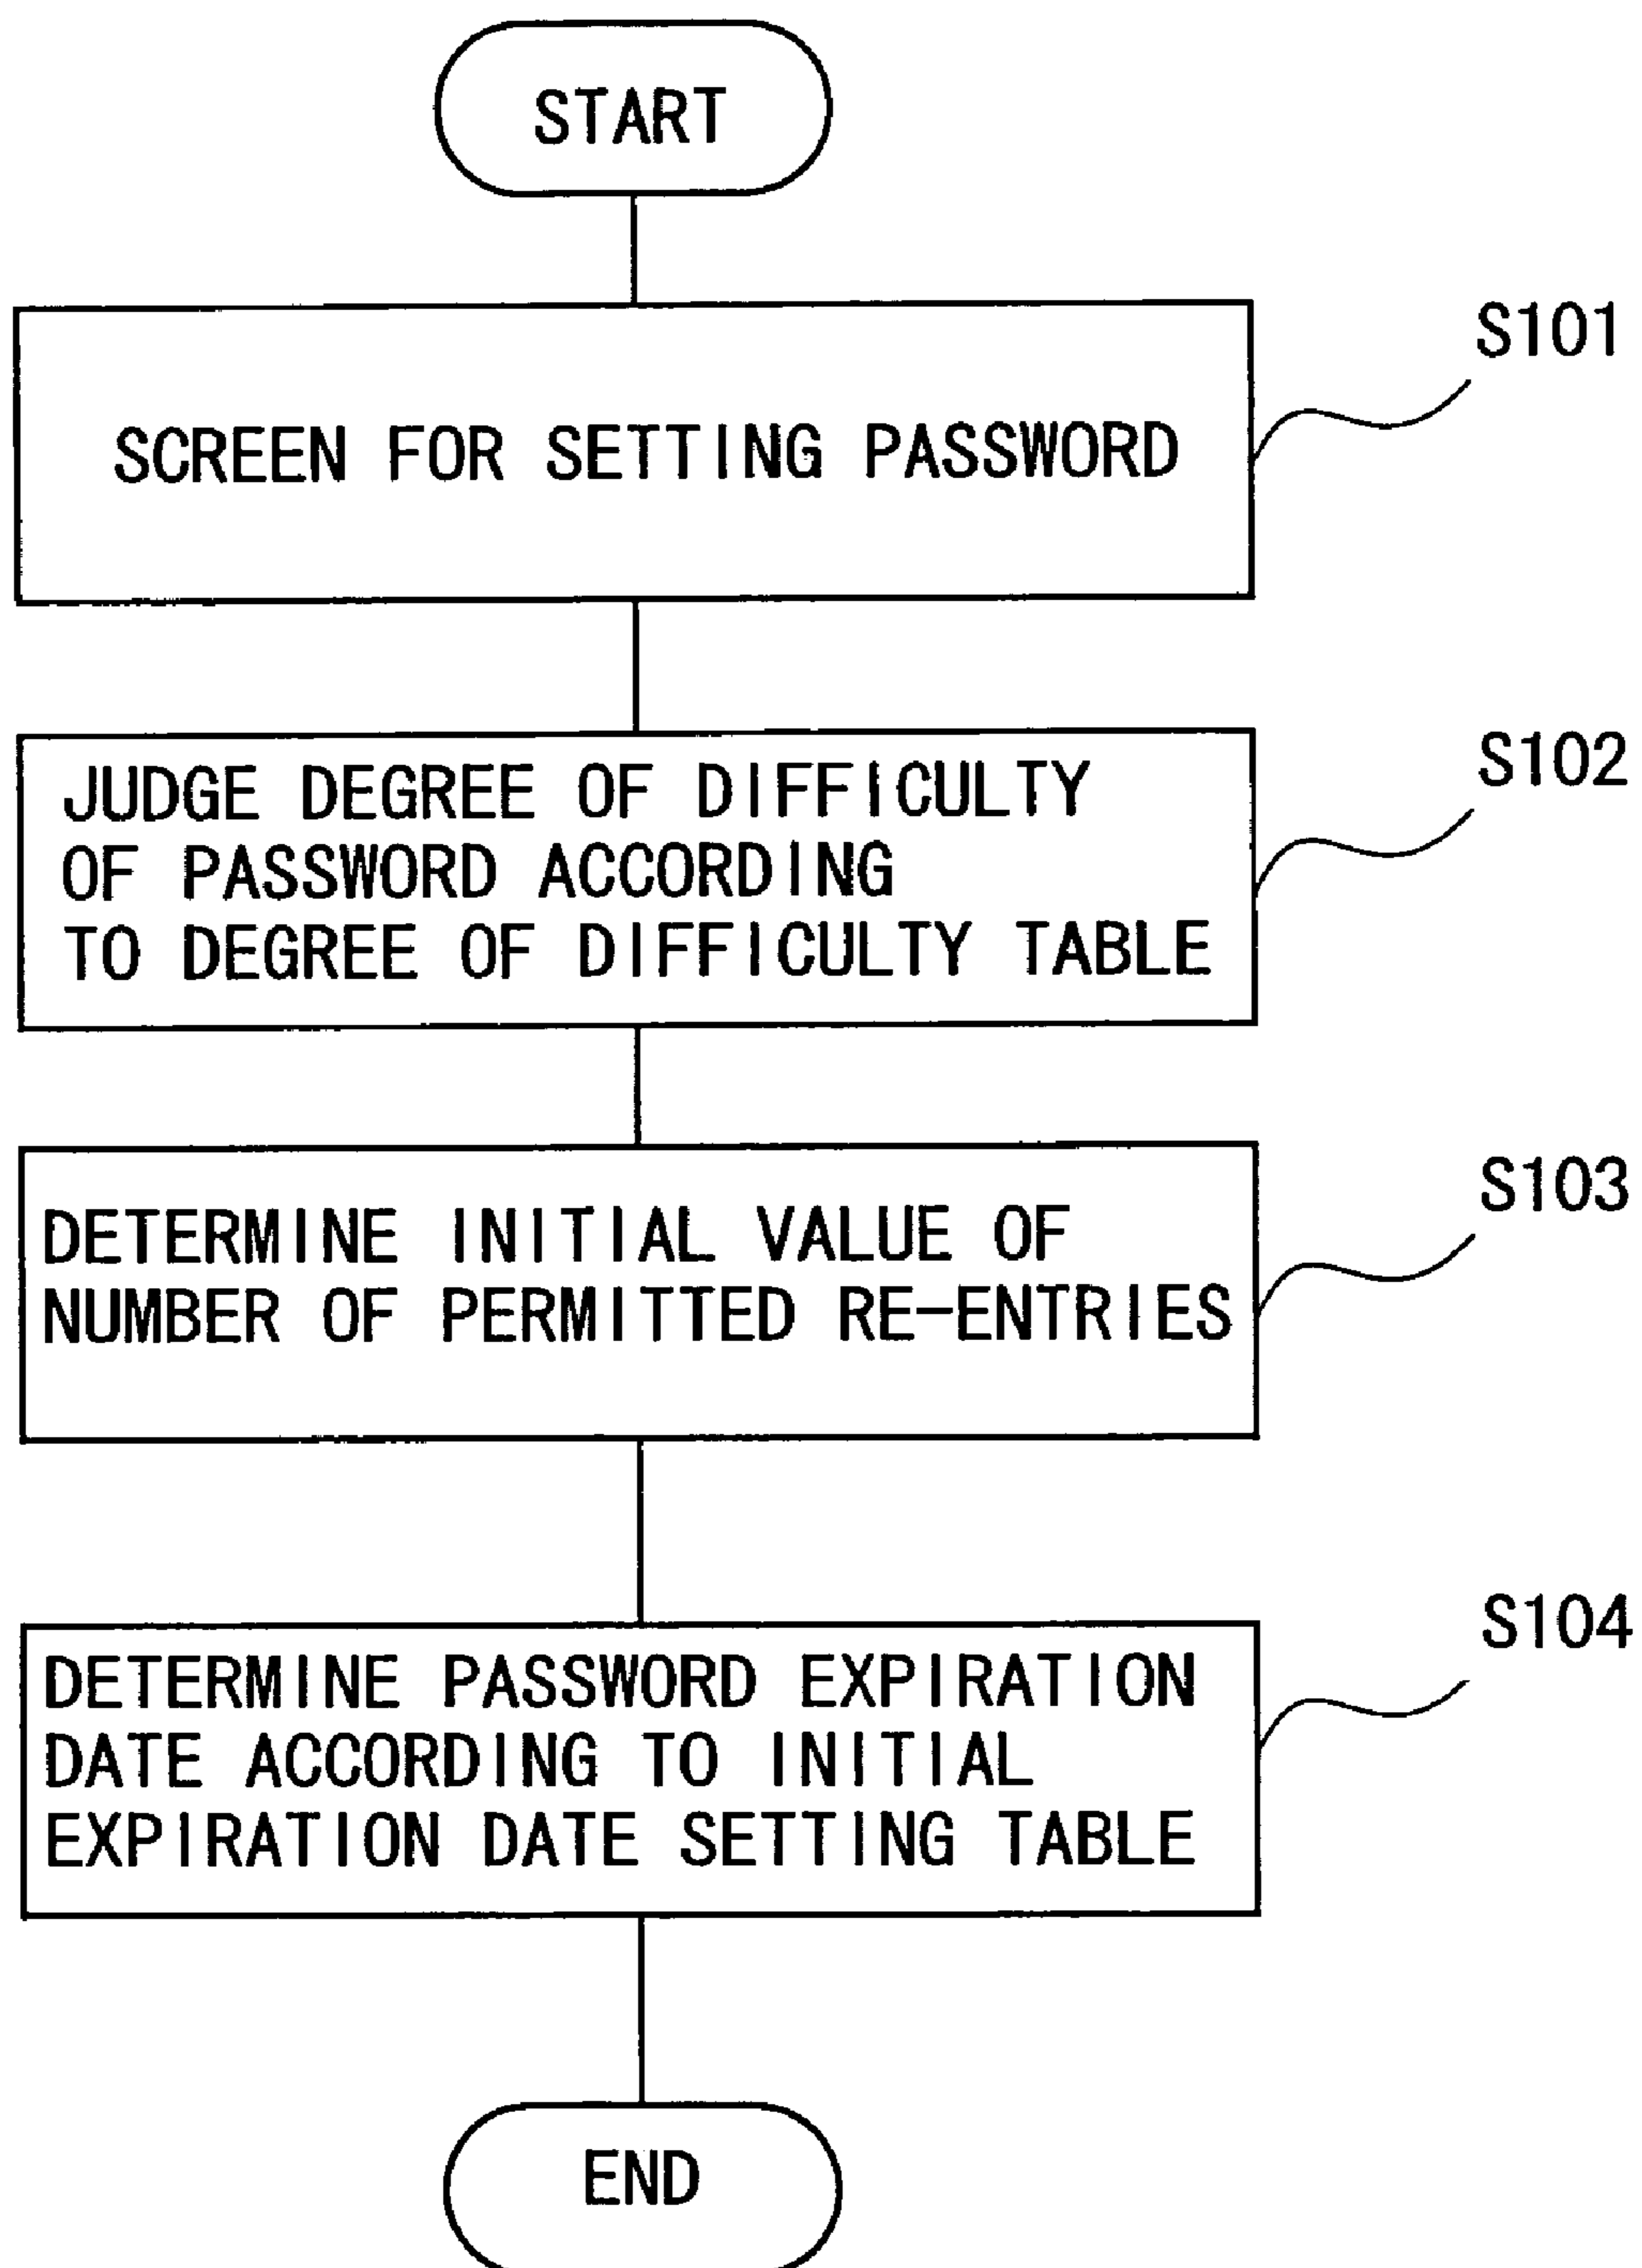 START
S101
SCREEN FOR SETTING PASSWORD
S102
JUDGE DEGREE OF DIFFICULTY
OF PASSWORD ACCORDING
TO DEGREE OF DIFFICULTY TABLE
S103
DETERMINE INITIAL VALUE OF
NUMBER OF PERMITTED RE-ENTRIES
S104
DETERMINE PASSWORD EXPIRATION
DATE ACCORDING TO INITIAL
EXPIRATION DATE SETTING TABLE
END